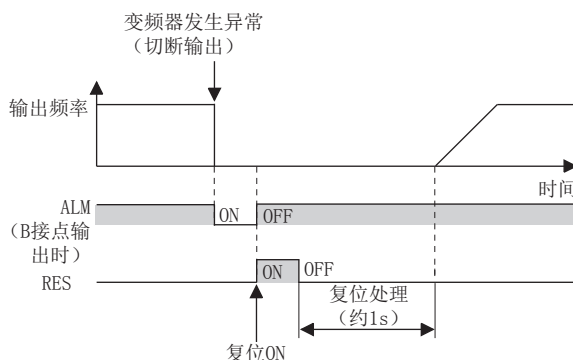 变频器发生异常
（切断输出）
输出频率
时间
ALM
（B接点输
出时）
ON
OFF
RES
ON
OFF
复位处理
（约1s）
复位ON